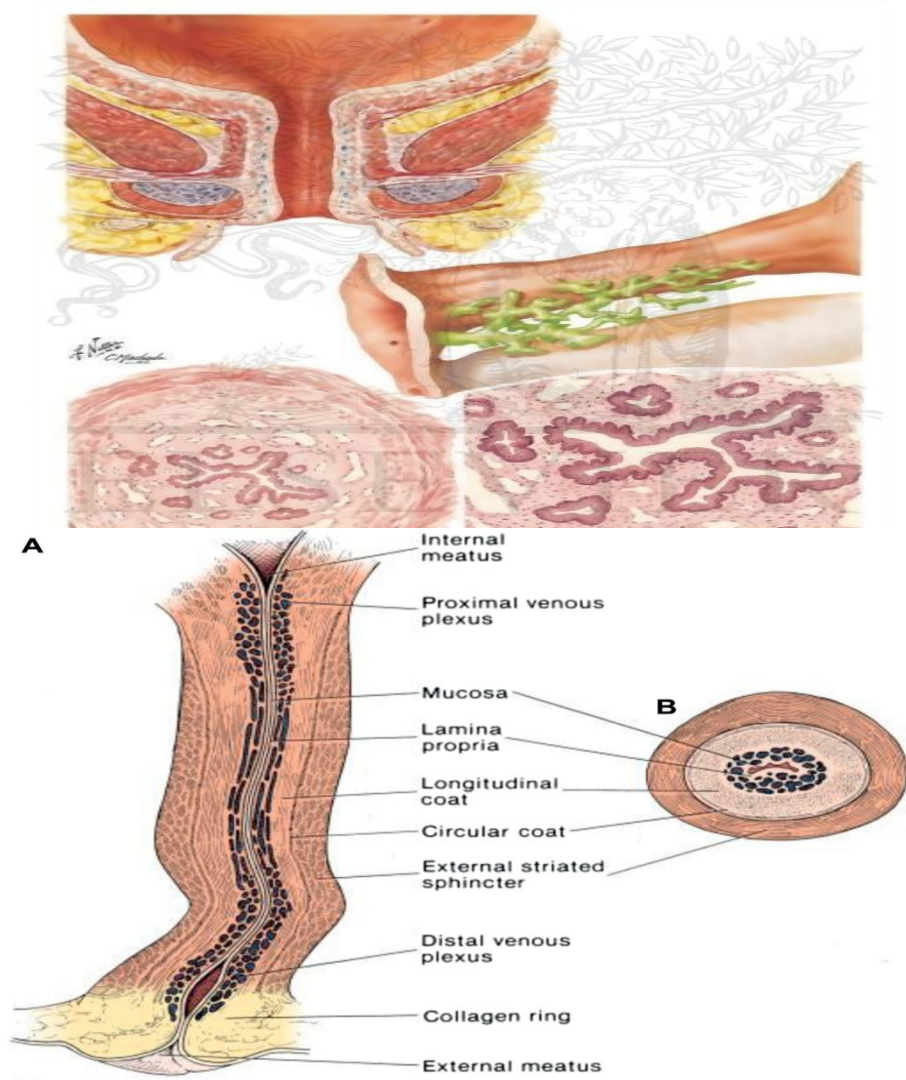 A
Internal
meatus
Proximal venous
plexus
Mucosa
B
Lamina
propria
Longitudinal
coat
Circular coat
External striated
sphincter
Distal venous
plexus
Collagen ring
External meatus